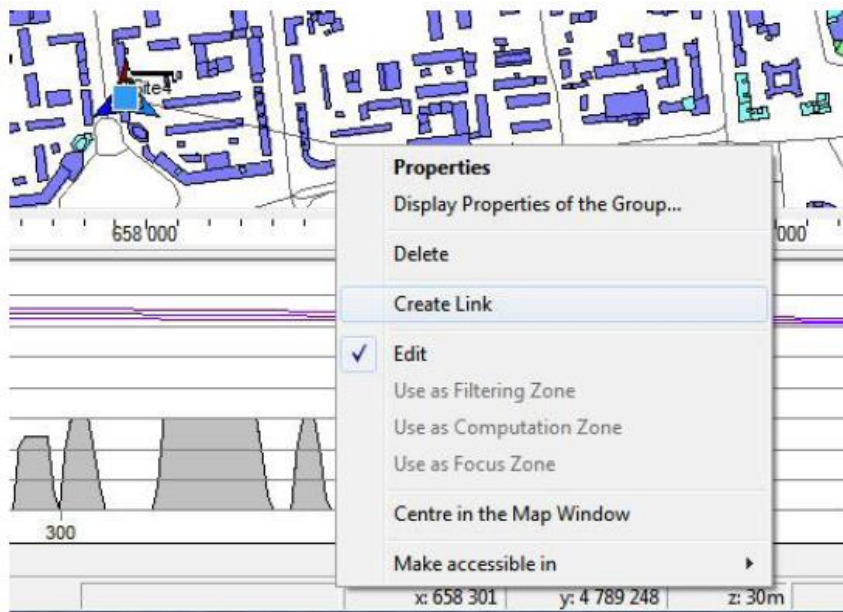 Site4
Properties
Display Properties of the Group...
658 000
000
Delete
Create Link
Edit
Use as Filtering Zone
Use as Computation Zone
Use as Focus Zone
Centre in the Map Window
300
Make accessible in
x: 658 301 y: 4 789 248 z: 30m